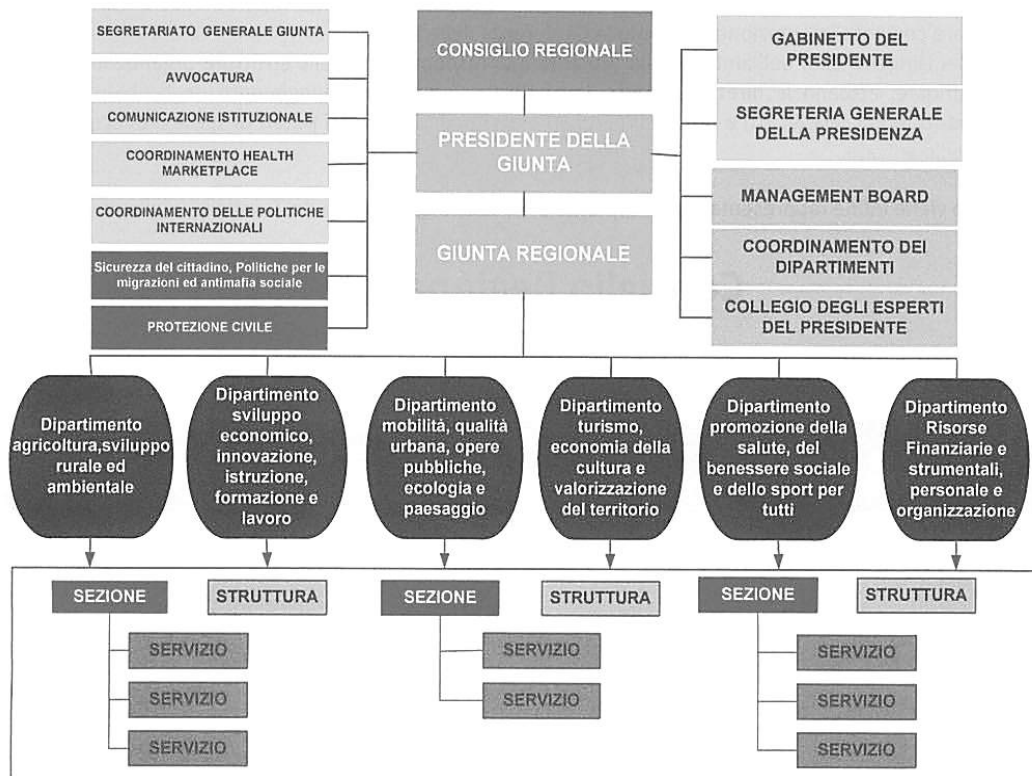 SEGRETARIATO GENERALE GIUNTA
AVVOCATURA
COMUNICAZIONE ISTITUZIONALE
COORDINAMENTO HEALTH
MARKETPLACE
COORDINAMENTO DELLE POLITICHE
INTERNAZIONALI
Sicurezza del cittadino, Politiche per le
migrazioni ed antimafia sociale
PROTEZIONE CIVILE
CONSIGLIO REGIONALE
PRESIDENTE DELLA
GIUNTA
GIUNTA REGIONALE
GABINETTO DEL
PRESIDENTE
SEGRETERIA GENERALE
DELLA PRESIDENZA
MANAGEMENT BOARD
COORDINAMENTO DEI
DIPARTIMENTI
COLLEGIO DEGLI ESPERTI
DEL PRESIDENTE
Dipartimento
agricoltura,sviluppo
rurale ed
ambientale
Dipartimento
sviluppo
economico,
innovazione,
istruzione,
formazione e
lavoro
Dipartimento
mobilità, qualità
urbana, opere
pubbliche,
ecologia e
paesaggio
Dipartimento
turismo,
economia della
cultura e
valorizzazione
del territorio
Dipartimento
promozione della
salute, del
benessere sociale
e dello sport per
tutti
Dipartimento
Risorse
Finanziarie e
strumentali,
personale e
organizzazione
SEZIONE
STRUTTURA
SEZIONE
STRUTTURA
SEZIONE
STRUTTURA
SERVIZIO
SERVIZIO
SERVIZIO
SERVIZIO
SERVIZIO
SERVIZIO
SERVIZIO
SERVIZIO